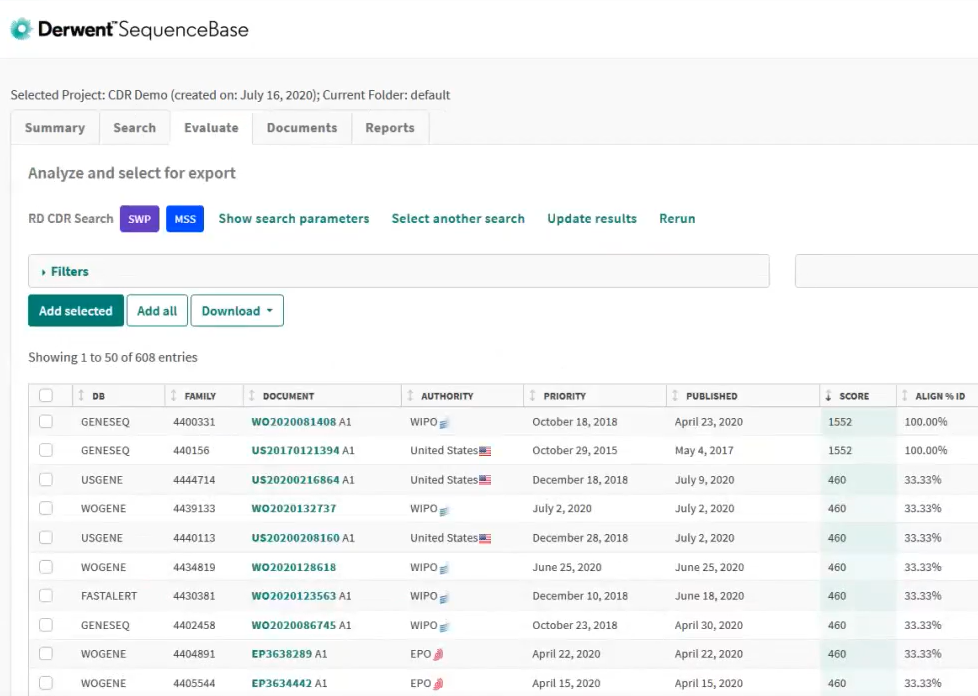 Derwent™SequenceBase
Selected Project: CDR Demo (created on: July 16, 2020); Current Folder: default
Summary Search Evaluate Documents Reports
Analyze and select for export
RD CDR Search SWP MSS Show search parameters Select another search Update results Rerun
Filters
Add selected Add all Download
Showing 1 to 50 of 608 entries
DB FAMILY DOCUMENT AUTHORITY PRIORITY PUBLISHED SCORE ALIGN % ID
GENESEQ 4400331 WO2020081408 A1 WIPO October 18, 2018 April 23, 2020 1552 100.00%
GENESEQ 440156 US20170121394 A1 United States October 29, 2015 May 4, 2017 1552 100.00%
USGENE 4444714 US20200216864 A1 United States December 18, 2018 July 9, 2020 460 33.33%
WOGENE 4439133 WO2020132737 WIPO July 2, 2020 July 2, 2020 460 33.33%
USGENE 4440113 US20200208160 A1 United States December 28, 2018 July 2, 2020 460 33.33%
WOGENE 4434819 WO2020128618 WIPO June 25, 2020 June 25, 2020 460 33.33%
FASTALERT 4430381 WO2020123563 A1 WIPO December 10, 2018 June 18, 2020 460 33.33%
GENESEQ 4402458 WO2020086745 A1 WIPO October 23, 2018 April 30, 2020 460 33.33%
WOGENE 4404891 EP3638289 A1 EPO April 22, 2020 April 22, 2020 460 33.33%
WOGENE 4405544 EP3634442 A1 EPO April 15, 2020 April 15, 2020 460 33.33%